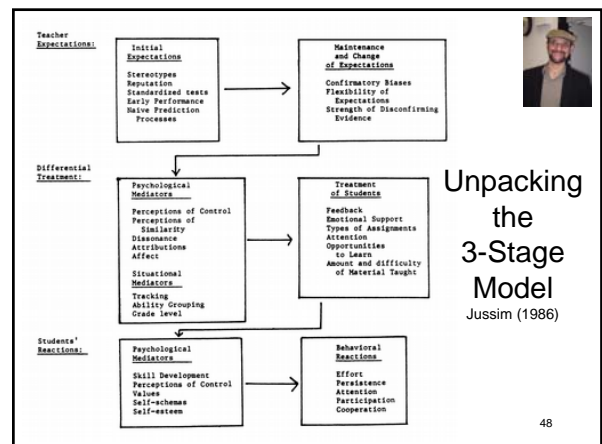 Teacher
Expectations:
Initial
Expectations
Stereotypes
Reputation
Standardized tests
Early Performance
Naive Prediction
Processes
Maintenance
and Change
of Expectations
Confirmatory Biases
Flexibility of
Expectations
Strength of Disconfirming
Evidence
Differential
Treatment:
Psychological
Mediators
Perceptions of Control
Perceptions of
Similarity
Dissonance
Attributions
Affect
Situational
Mediators
Tracking
Ability Grouping
Grade level
Treatment
of Students
Feedback
Emotional Support
Types of Assignments
Attention
Opportunities
to Learn
Amount and difficulty
of Material Taught
Unpacking
the
3-Stage
Model
Jussim (1986)
Students'
Reactions:
Psychological
Mediators
Skill Development
Perceptions of Control
Values
Self-schemas
Self-esteem
Behavioral
Reactions
Effort
Persistence
Attention
Participation
Cooperation
48